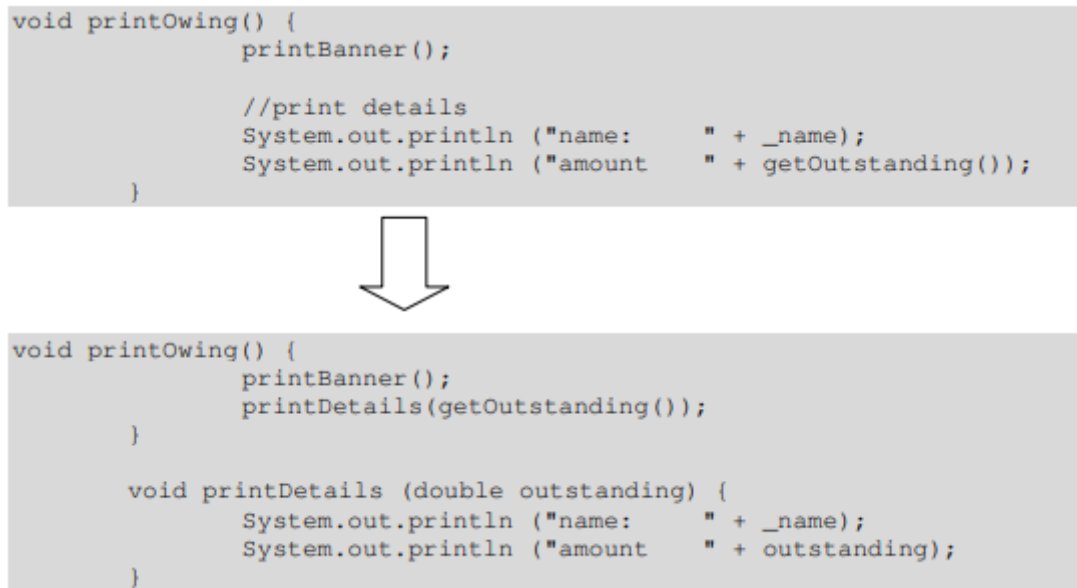 void printOwing() {
printBanner();
//print details
System.out.println ("name:     " + _name);
System.out.println ("amount    " + getOutstanding());
}
void printOwing() {
printBanner();
printDetails(getOutstanding());
}
void printDetails (double outstanding) {
System.out.println ("name:     " + _name);
System.out.println ("amount    " + outstanding);
}